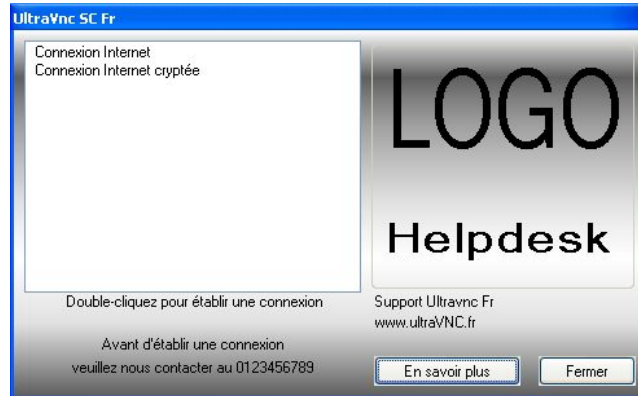 UltraVnc SC Fr
Connexion Internet
Connexion Internet cryptée
LOGO
Helpdesk
Double-cliquez pour établir une connexion
Avant d'établir une connexion
veuillez nous contacter au 0123456789
Support Ultravnc Fr
www.ultraVNC.fr
En savoir plus
Fermer